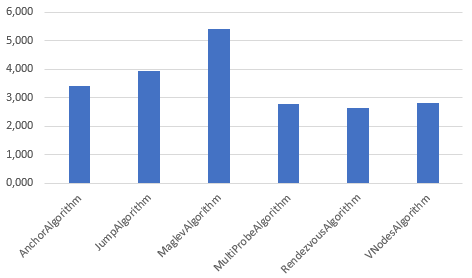 6,000
5,000
4,000
3,000
2,000
1,000
0,000
AnchorAlgorithm
JumpAlgorithm
MaglevAlgorithm
MultiProbeAlgorithm
RendezvousAlgorithm
VNodesAlgorithm